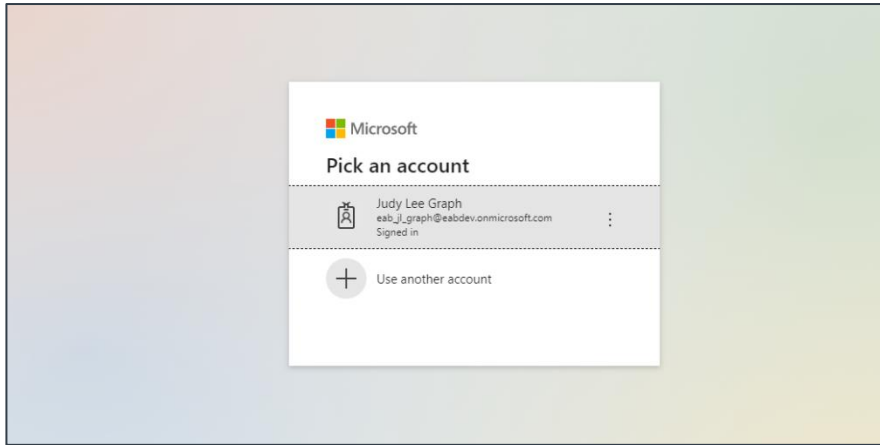 Microsoft
Pick an account
Judy Lee Graph
eab_jl_graph@eabdev.onmicrosoft.com
Signed in
Use another account